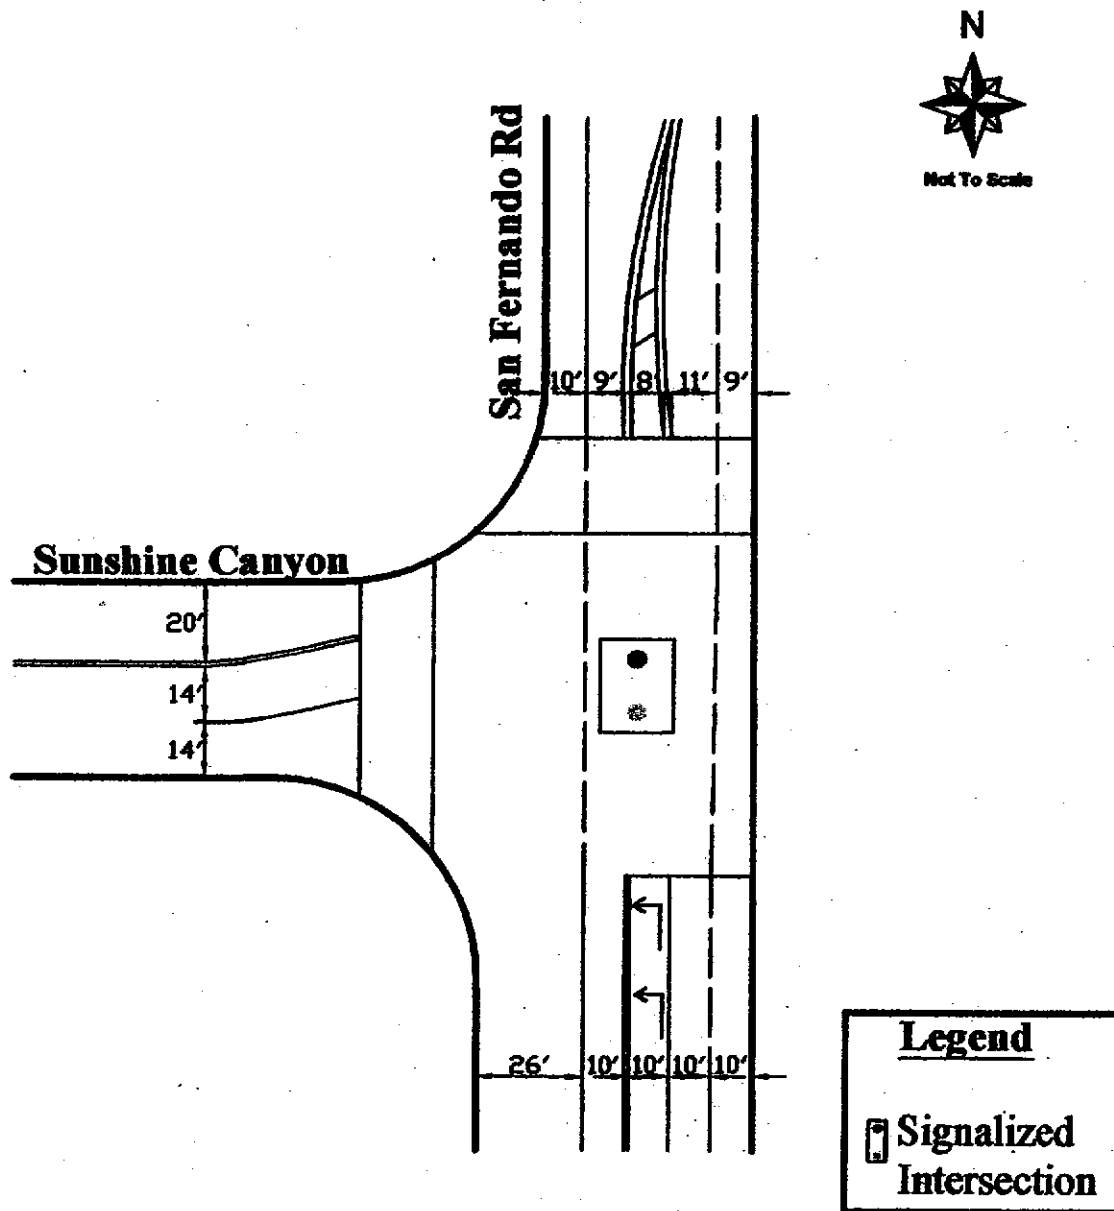 N
Not To Scale
San Fernando Rd
10' 9' 8' 11' 9'
Sunshine Canyon
20'
14'
14'
26' 10' 10' 10' 10'
Legend
Signalized
Intersection